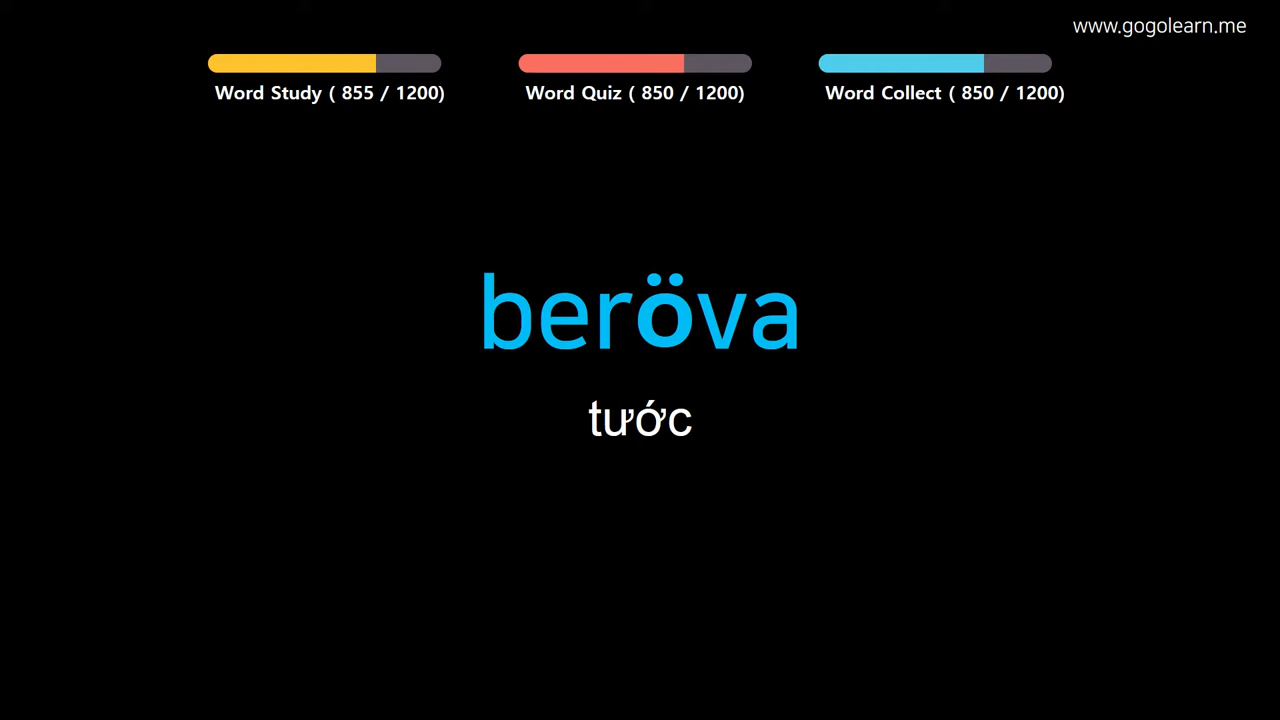 www.gogolearn.me
Word Study ( 855 / 1200)
Word Quiz ( 850 / 1200)
Word Collect ( 850 / 1200)
beröva
tước